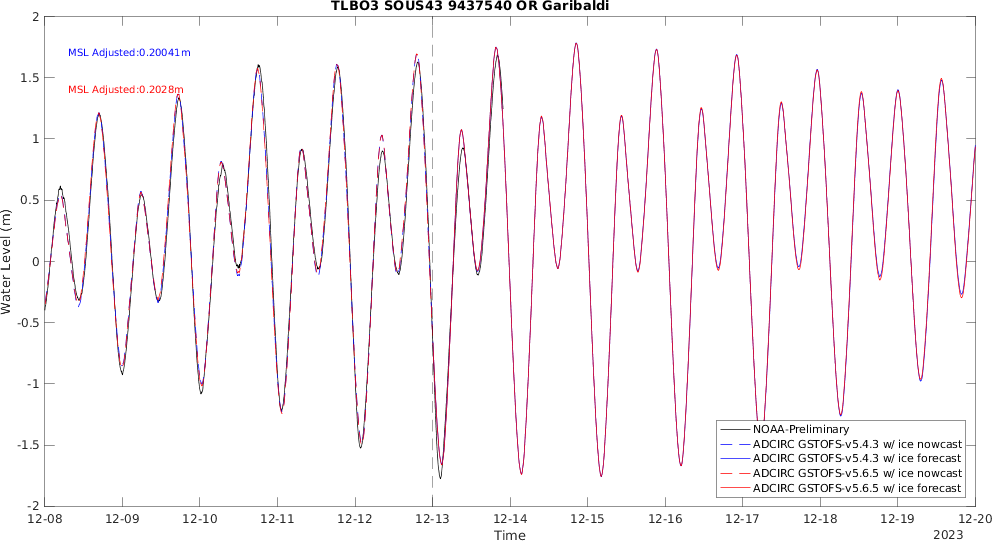 TLBO3 SOUS43 9437540 OR Garibaldi
2
1.5
1
0.5
0
-0.5
-1
-1.5
-2
Water Level (m)
MSL Adjusted:0.20041m
MSL Adjusted:0.2028m
NOAA-Preliminary
ADCIRC GSTOFS-v5.4.3 w/ ice nowcast
ADCIRC GSTOFS-v5.4.3 w/ ice forecast
ADCIRC GSTOFS-v5.6.5 w/ ice nowcast
ADCIRC GSTOFS-v5.6.5 w/ ice forecast
12-08 12-09 12-10 12-11 12-12 12-13 12-14 12-15 12-16 12-17 12-18 12-19 12-20
Time
2023